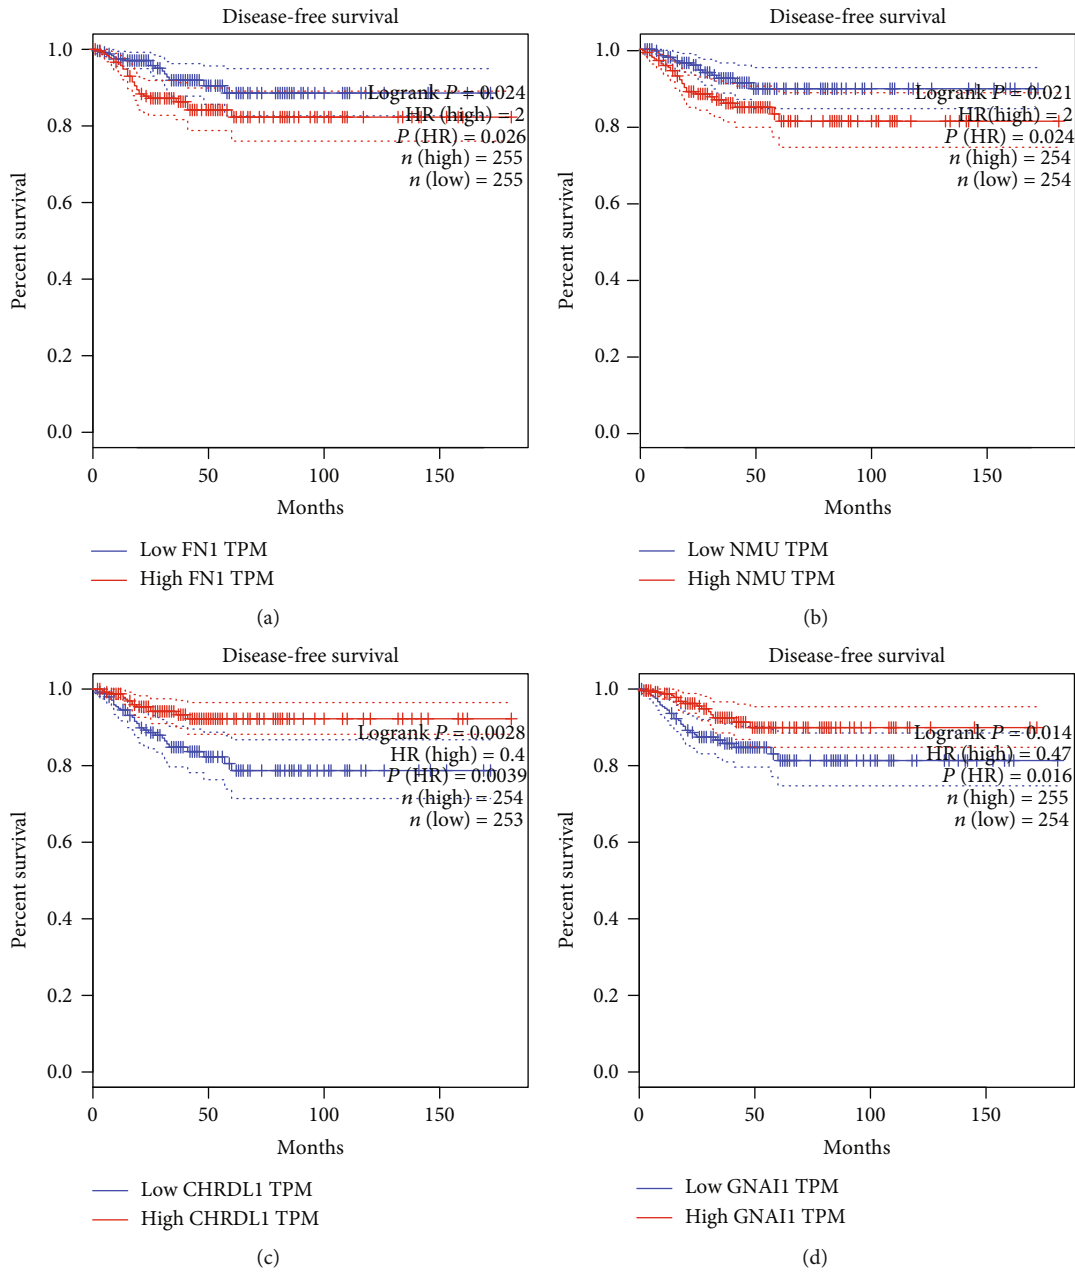 Disease-free survival
1.0
0.8
0.6
0.4
0.2
0.0
Percent survival
Logrank P = 0.024
HR (high) = 2
P (HR) = 0.026
n (high) = 255
n (low) = 255
0 50 100 150
Months
Low FN1 TPM
High FN1 TPM
(a)
Disease-free survival
1.0
0.8
0.6
0.4
0.2
0.0
Percent survival
Logrank P = 0.021
HR(high) = 2
P (HR) = 0.024
n (high) = 254
n (low) = 254
0 50 100 150
Months
Low NMU TPM
High NMU TPM
(b)
Disease-free survival
1.0
0.8
0.6
0.4
0.2
0.0
Percent survival
Logrank P = 0.0028
HR (high) = 0.4
P (HR) = 0.0039
n (high) = 254
n (low) = 253
0 50 100 150
Months
Low CHRDL1 TPM
High CHRDL1 TPM
(c)
Disease-free survival
1.0
0.8
0.6
0.4
0.2
0.0
Percent survival
Logrank P = 0.014
HR (high) = 0.47
P (HR) = 0.016
n (high) = 255
n (low) = 254
0 50 100 150
Months
Low GNAI1 TPM
High GNAI1 TPM
(d)